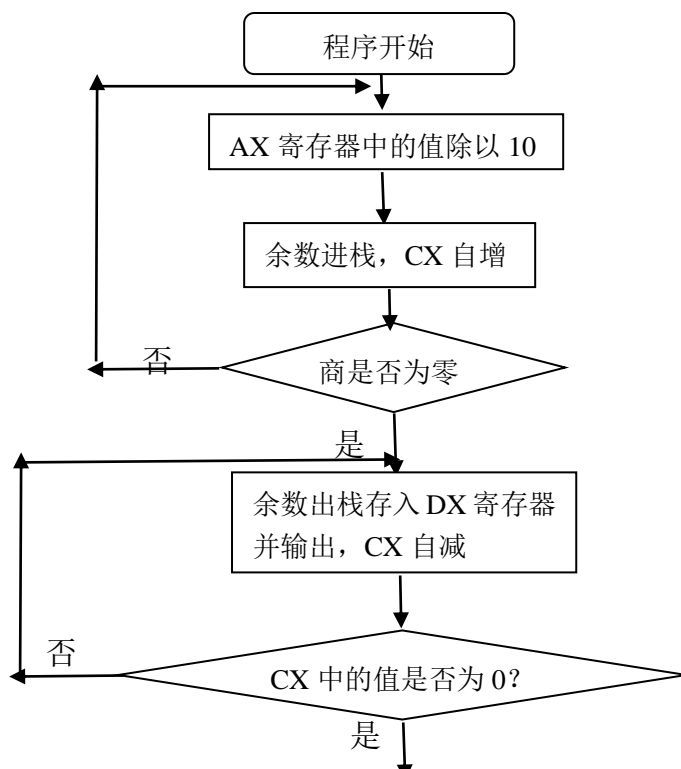 程序开始
AX 寄存器中的值除以 10
余数进栈，CX 自增
否
商是否为零
是
余数出栈存入 DX 寄存器
并输出，CX 自减
否
CX 中的值是否为 0？
是